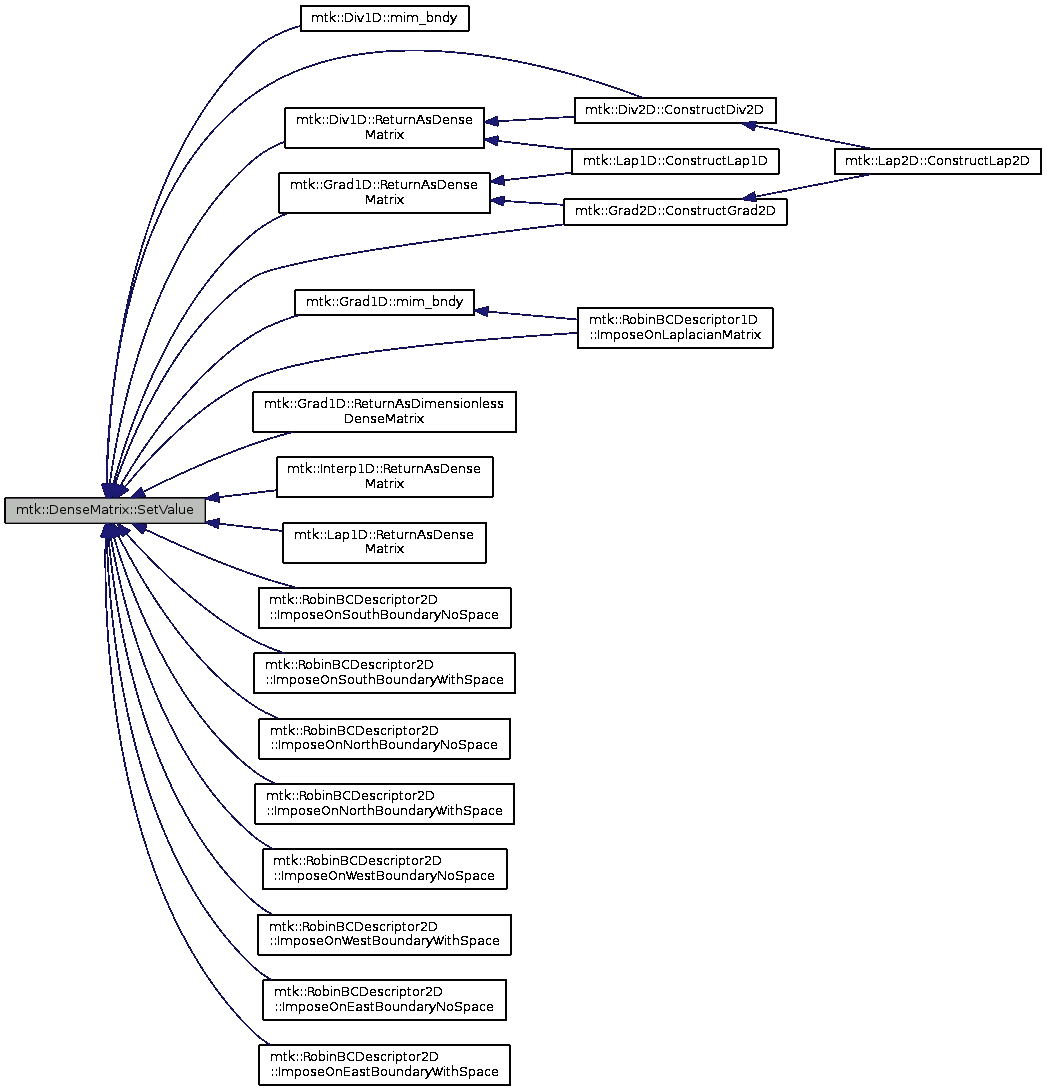 mtk::Div1D::mim_bndy
mtk::Div2D::ConstructDiv2D
mtk::Div1D::ReturnAsDense
Matrix
mtk::Lap1D::ConstructLap1D
mtk::Lap2D::ConstructLap2D
mtk::Grad1D::ReturnAsDense
Matrix
mtk::Grad2D::ConstructGrad2D
mtk::Grad1D::mim_bndy
mtk::RobinBCDescriptor1D
::ImposeOnLaplacianMatrix
mtk::Grad1D::ReturnAsDimensionless
DenseMatrix
mtk::Interp1D::ReturnAsDense
Matrix
mtk::DenseMatrix::SetValue
mtk::Lap1D::ReturnAsDense
Matrix
mtk::RobinBCDescriptor2D
::ImposeOnSouthBoundaryNoSpace
mtk::RobinBCDescriptor2D
::ImposeOnSouthBoundaryWithSpace
mtk::RobinBCDescriptor2D
::ImposeOnNorthBoundaryNoSpace
mtk::RobinBCDescriptor2D
::ImposeOnNorthBoundaryWithSpace
mtk::RobinBCDescriptor2D
::ImposeOnWestBoundaryNoSpace
mtk::RobinBCDescriptor2D
::ImposeOnWestBoundaryWithSpace
mtk::RobinBCDescriptor2D
::ImposeOnEastBoundaryNoSpace
mtk::RobinBCDescriptor2D
::ImposeOnEastBoundaryWithSpace